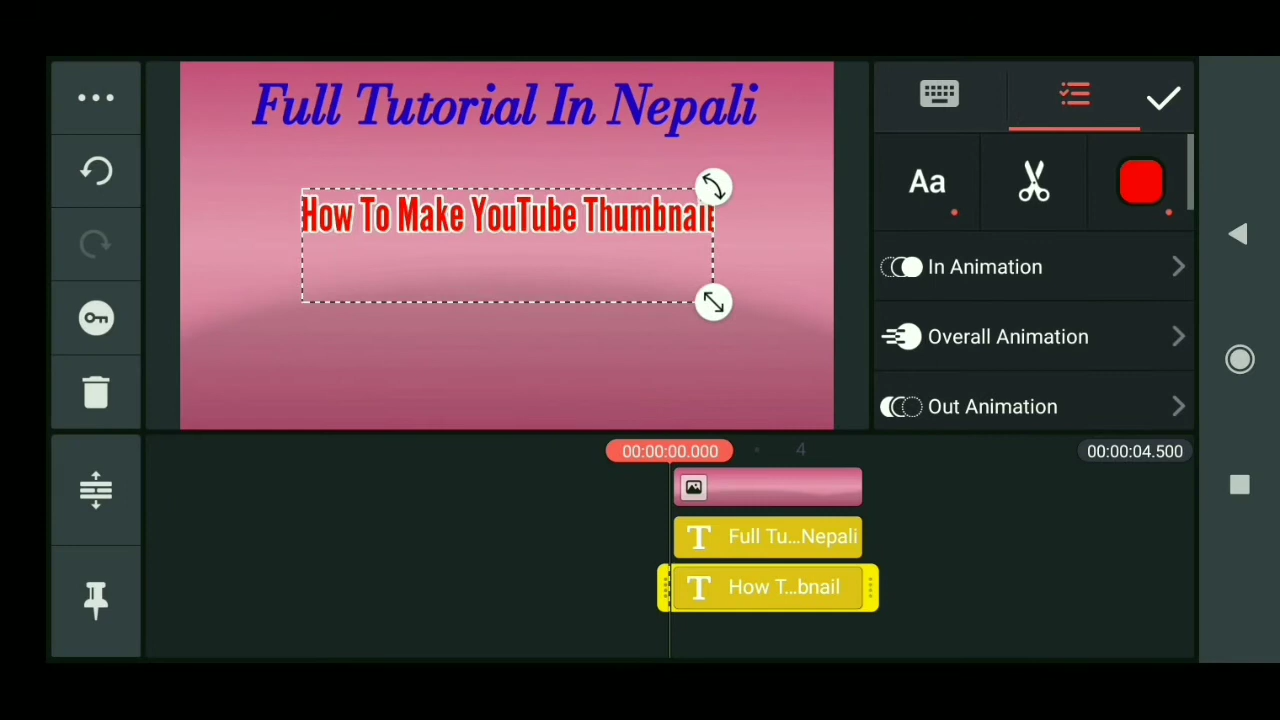 Full Tutorial In Nepali
How To Make YouTube Thumbnail
Aa
In Animation
Overall Animation
Out Animation
00:00:00.000
4
00:00:04.500
Full Tu...Nepali
How T...bnail